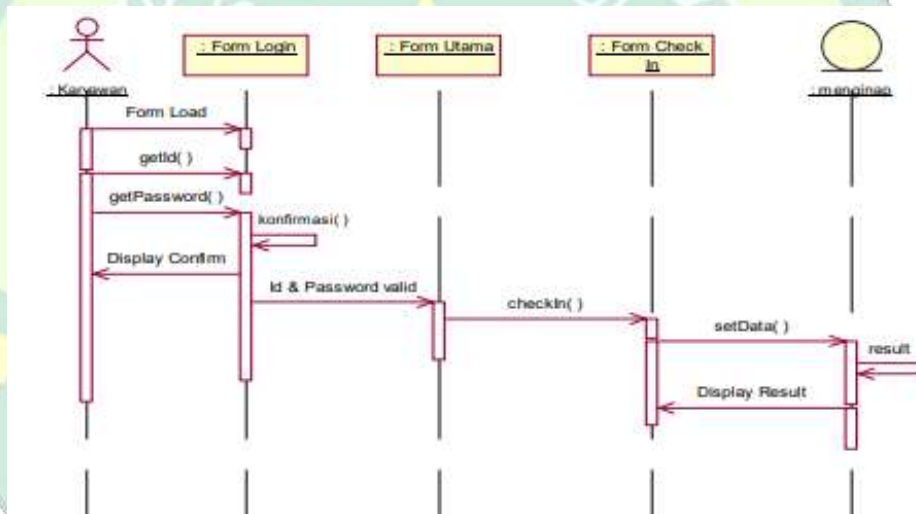 : Form Login
: Form Utama
: Form Check
In
: Karyawan
: menginap
Form Load
getId( )
getPassword( )
konfirmasi( )
Display Confirm
Id & Password valid
checkIn( )
setData( )
result
Display Result